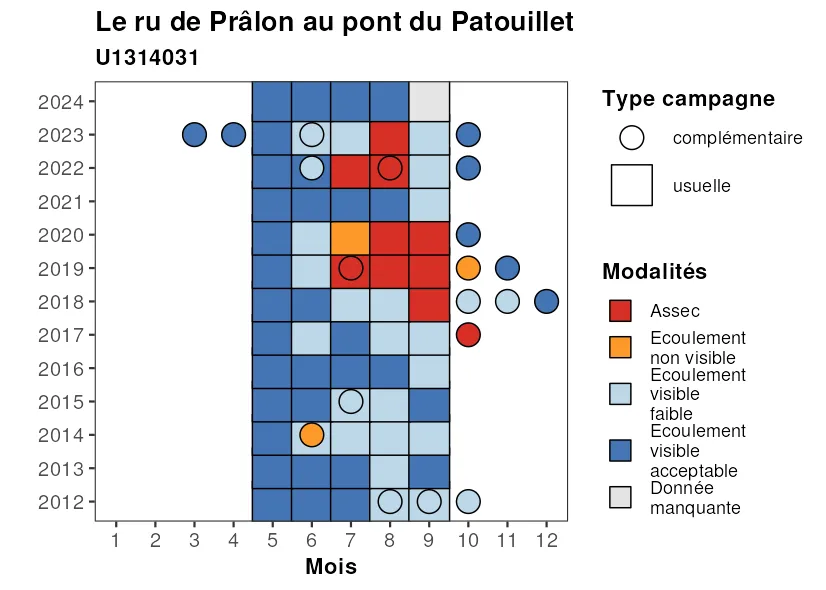 Le ru de Prâlon au pont du Patouillet
U1314031
2024
2023
2022
2021
2020
2019
2018
2017
2016
2015
2014
2013
2012
1 2 3 4 5 6 7 8 9 10 11 12
Mois
Type campagne
complémentaire
usuelle
Modalités
Assec
Ecoulement
non visible
Ecoulement
visible
faible
Ecoulement
visible
acceptable
Donnée
manquante